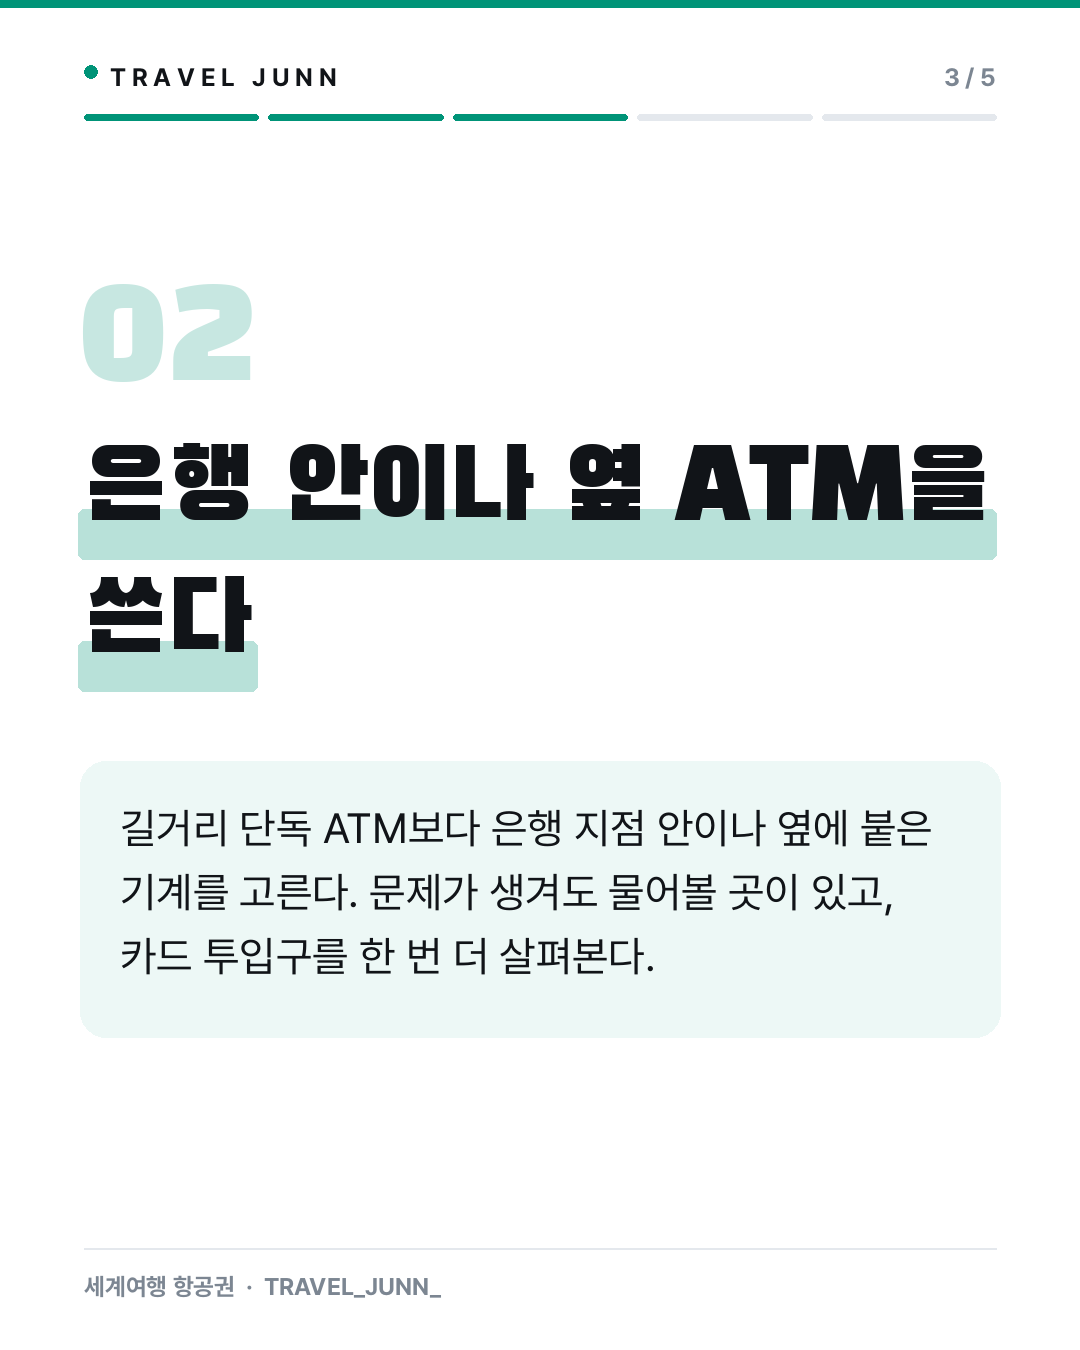 TRAVEL JUNN
3 / 5
02
은행 안이나 옆 ATM을
쓴다
길거리 단독 ATM보다 은행 지점 안이나 옆에 붙은
기계를 고른다. 문제가 생겨도 물어볼 곳이 있고,
카드 투입구를 한 번 더 살펴본다.
세계여행 항공권 · TRAVEL_JUNN_